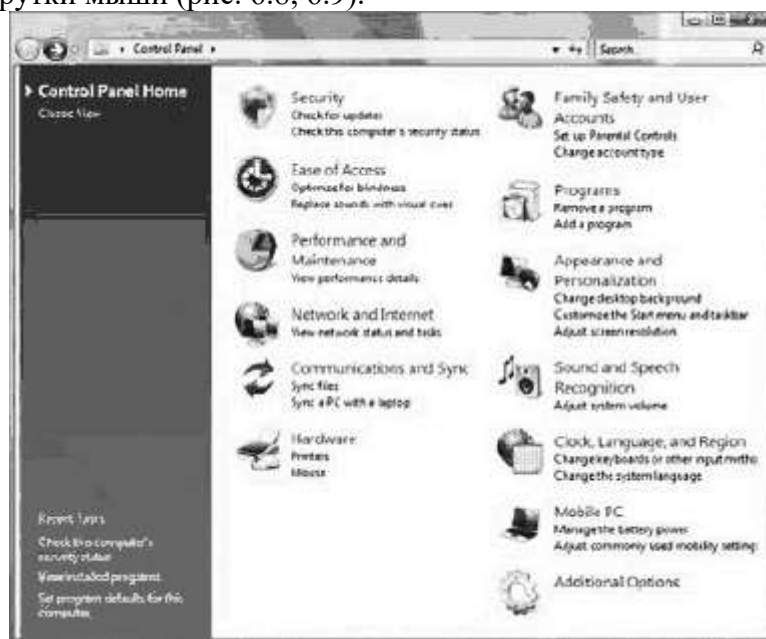 рутки мыши (рис. 6.8, 6.9).
Control Panel
Search
Control Panel Home
Classic View
Security
Check for updates
Check this computer's security status
Ease of Access
Optimize for blindness
Replace sounds with visual cues
Performance and
Maintenance
View performance details
Network and Internet
View network status and tasks
Communications and Sync
Sync files
Sync a PC with a laptop
Hardware
Printers
Mouse
Family Safety and User
Accounts
Set up Parental Controls
Change account type
Programs
Remove a program
Add a program
Appearance and
Personalization
Change desktop background
Customize the Start menu and taskbar
Adjust screen resolution
Sound and Speech
Recognition
Adjust system volume
Clock, Language, and Region
Change keyboards or other input metho
Change the system language
Mobile PC
Manage the battery power
Adjust commonly used mobility setting
Additional Options
Recent Tasks
Check this computer's
security status
View installed programs
Set program defaults for this
computer